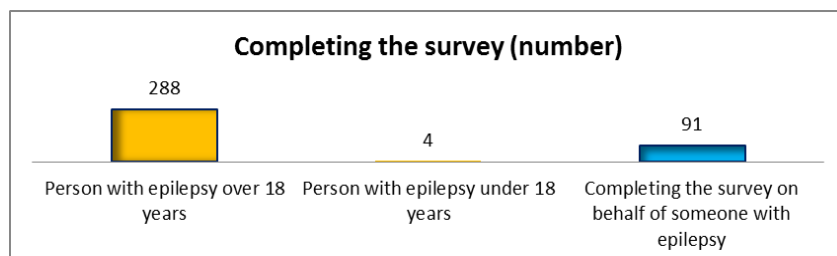 Completing the survey (number)
288
4
91
Person with epilepsy over 18
years
Person with epilepsy under 18
years
Completing the survey on
behalf of someone with
epilepsy